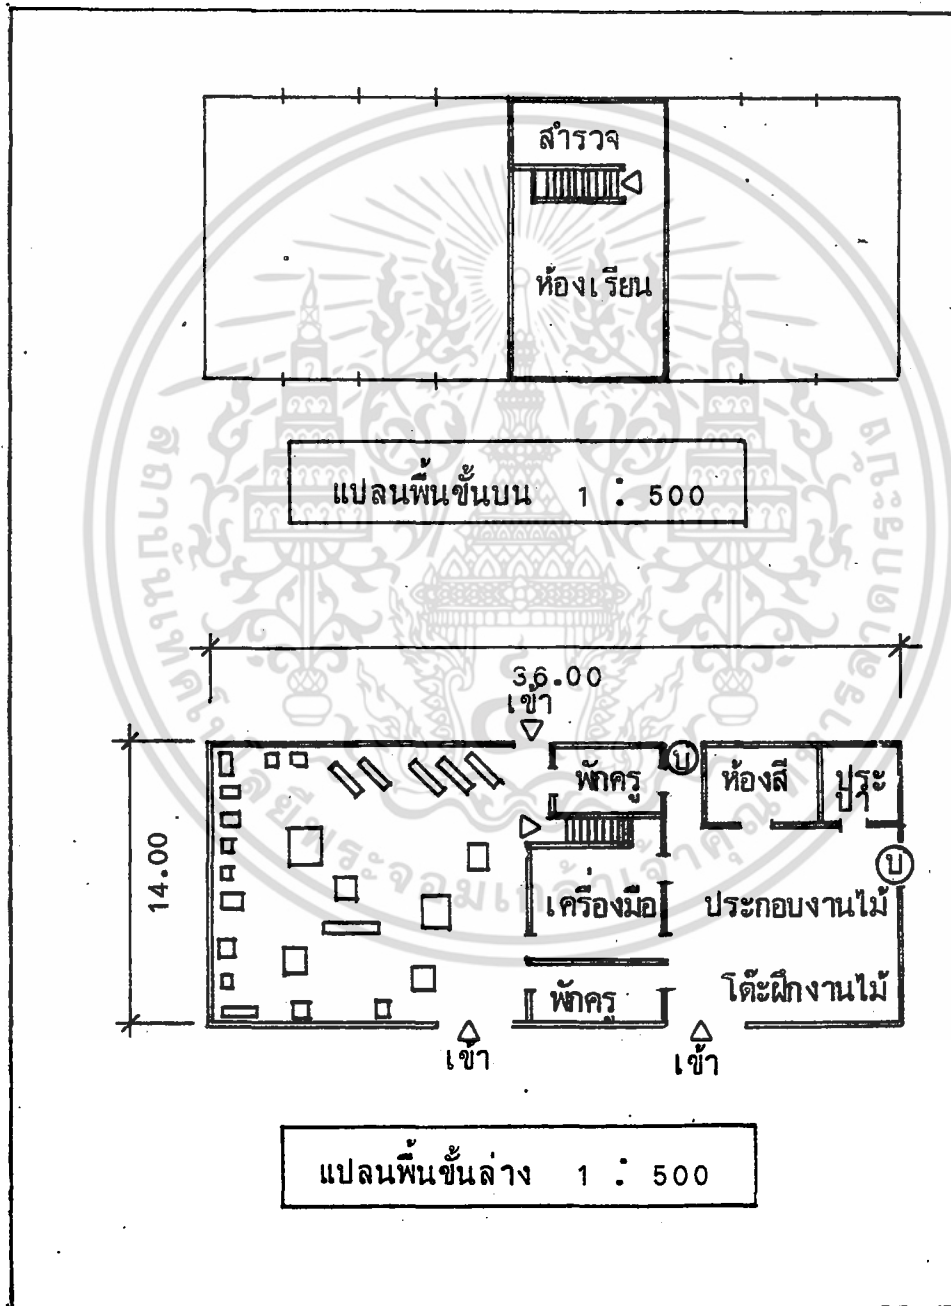 สำรวจ
ห้องเรียน
แปลนพื้นชั้นบน 1 : 500
36.00
เข้า
14.00
พักครู
บ
ห้องสี
ประ
ปา
บ
เครื่องมือ
ประกอบงานไม้
พักครู
โต๊ะฝึกงานไม้
เข้า
เข้า
แปลนพื้นชั้นล่าง 1 : 500